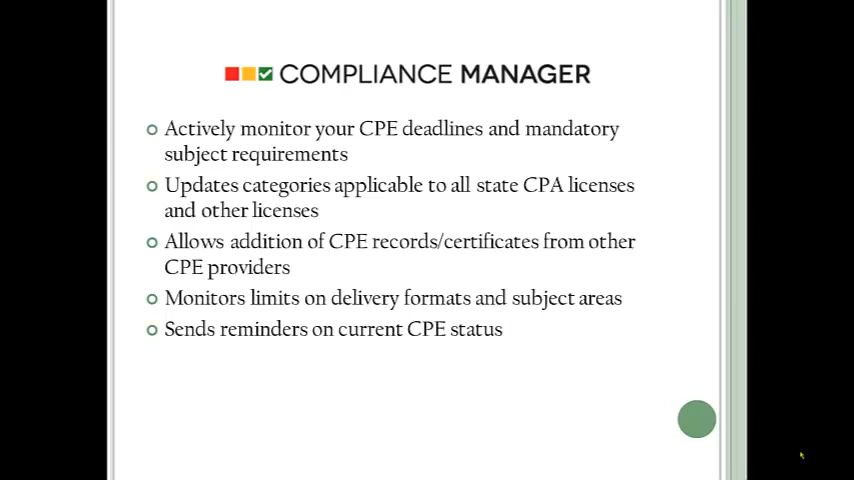 COMPLIANCE MANAGER
Actively monitor your CPE deadlines and mandatory
subject requirements
Updates categories applicable to all state CPA licenses
and other licenses
Allows addition of CPE records/certificates from other
CPE providers
Monitors limits on delivery formats and subject areas
Sends reminders on current CPE status